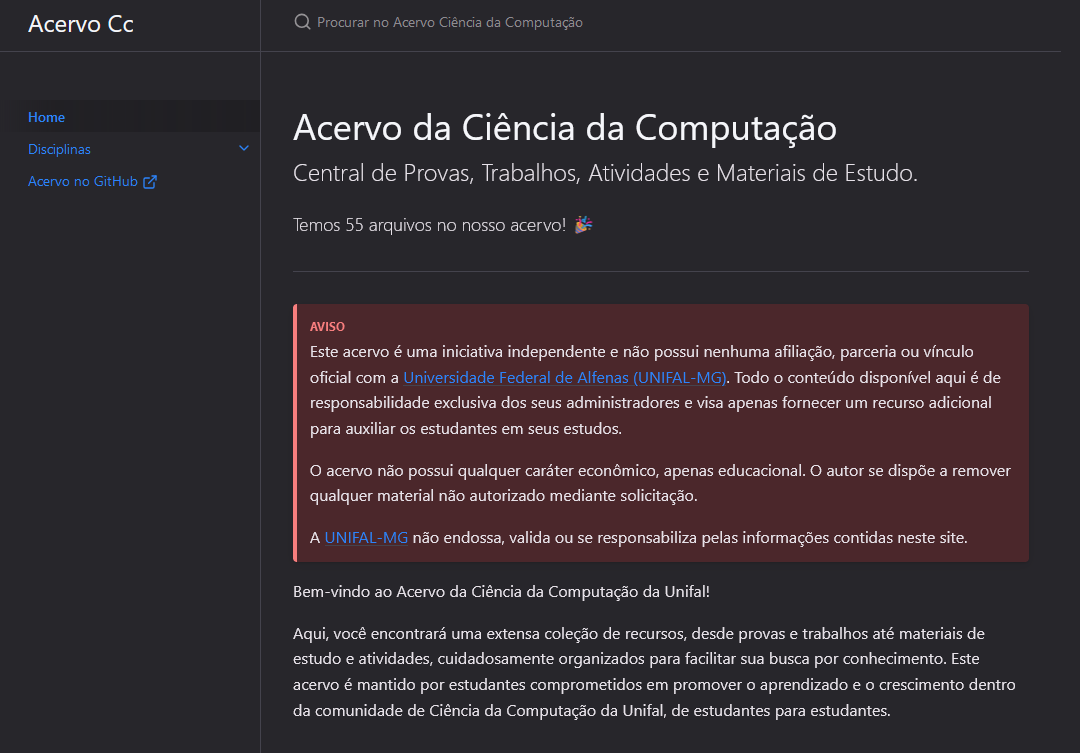 Acervo Cc
Procurar no Acervo Ciência da Computação
Home
Disciplinas
Acervo no GitHub
Acervo da Ciência da Computação
Central de Provas, Trabalhos, Atividades e Materiais de Estudo.
Temos 55 arquivos no nosso acervo! 🎉
AVISO
Este acervo é uma iniciativa independente e não possui nenhuma afiliação, parceria ou vínculo
oficial com a Universidade Federal de Alfenas (UNIFAL-MG). Todo o conteúdo disponível aqui é de
responsabilidade exclusiva dos seus administradores e visa apenas fornecer um recurso adicional
para auxiliar os estudantes em seus estudos.
O acervo não possui qualquer caráter econômico, apenas educacional. O autor se dispõe a remover
qualquer material não autorizado mediante solicitação.
A UNIFAL-MG não endossa, valida ou se responsabiliza pelas informações contidas neste site.
Bem-vindo ao Acervo da Ciência da Computação da Unifal!
Aqui, você encontrará uma extensa coleção de recursos, desde provas e trabalhos até materiais de
estudo e atividades, cuidadosamente organizados para facilitar sua busca por conhecimento. Este
acervo é mantido por estudantes comprometidos em promover o aprendizado e o crescimento dentro
da comunidade de Ciência da Computação da Unifal, de estudantes para estudantes.